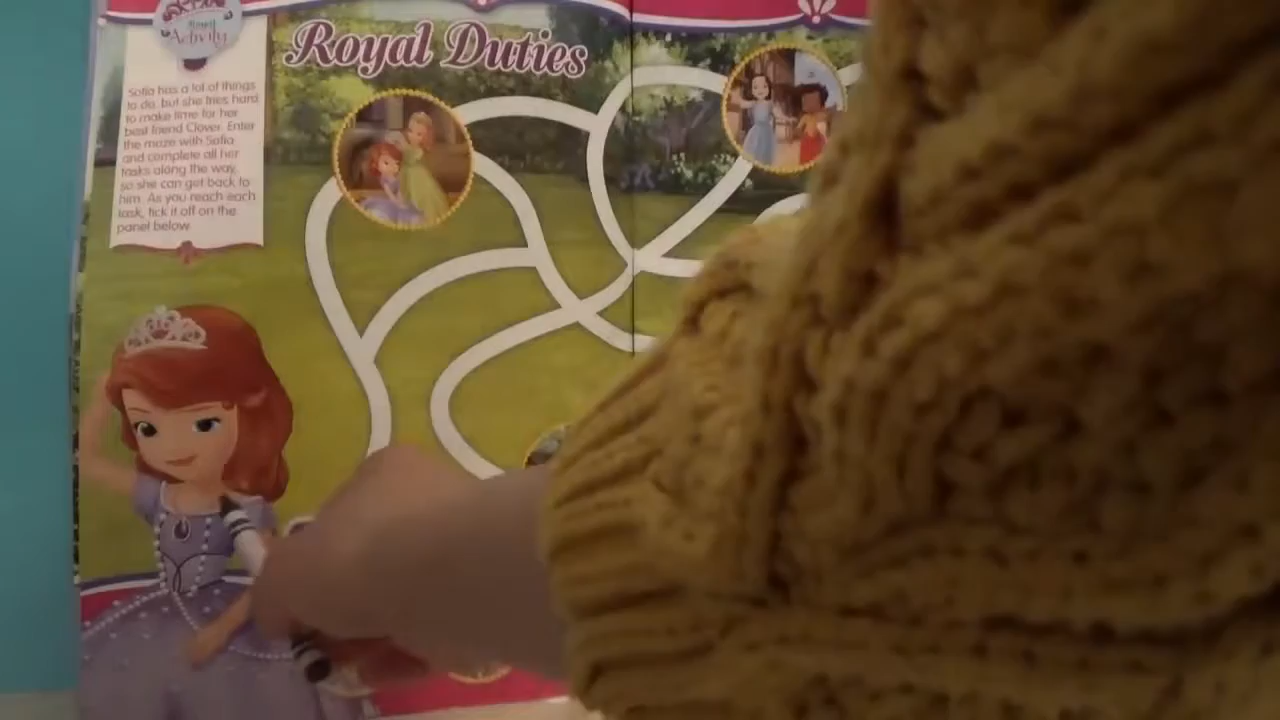 Royal
Activity
Royal Duties
Sofia has a lot of things
to do, but she tries hard
to make time for her
best friend Clover. Enter
the maze with Sofia
and complete all her
tasks along the way,
so she can get back to
him. As you reach each
task, tick it off on the
panel below.